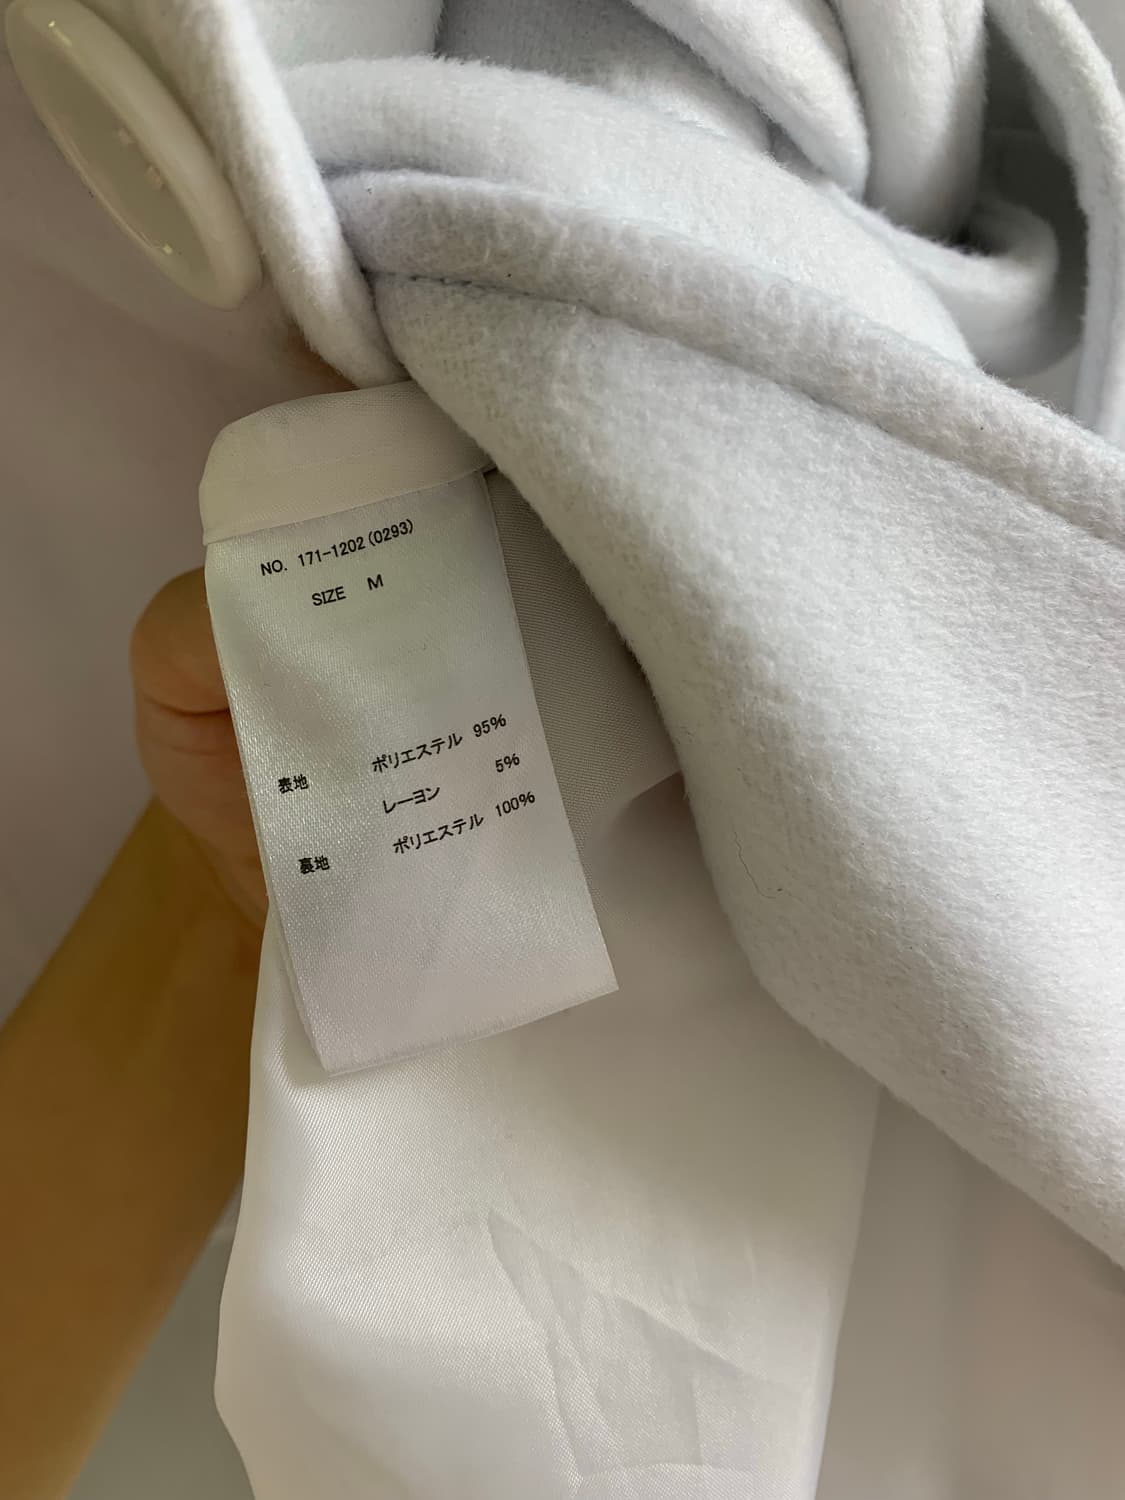 NO. 171-1202(0293)
SIZE M
表地 ポリエステル 95%
レーヨン 5%
裏地 ポリエステル 100%